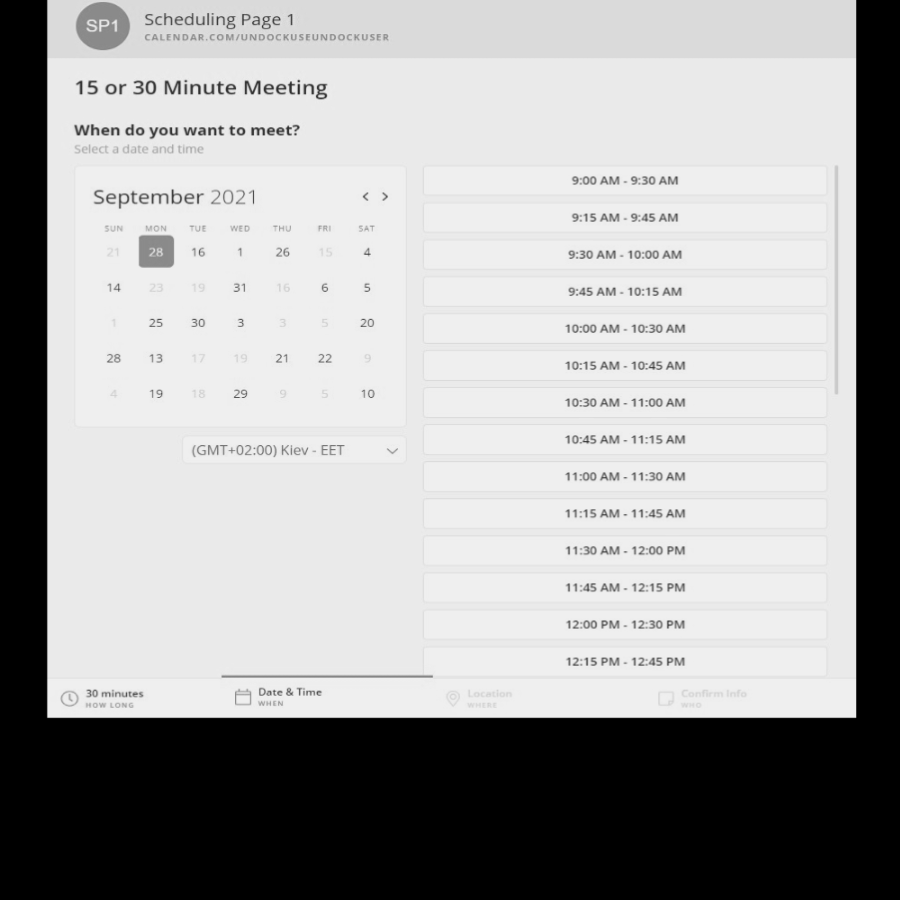 SP1
Scheduling Page 1
CALENDAR.COM/UNDOCKUSEUNDOCKUSER
15 or 30 Minute Meeting
When do you want to meet?
Select a date and time
September 2021
SUN MON TUE WED THU FRI SAT
21 28 16 1 26 15 4
14 23 19 31 16 6 5
1 25 30 3 3 5 20
28 13 17 19 21 22 9
4 19 18 29 9 5 10
(GMT+02:00) Kiev - EET
9:00 AM - 9:30 AM
9:15 AM - 9:45 AM
9:30 AM - 10:00 AM
9:45 AM - 10:15 AM
10:00 AM - 10:30 AM
10:15 AM - 10:45 AM
10:30 AM - 11:00 AM
10:45 AM - 11:15 AM
11:00 AM - 11:30 AM
11:15 AM - 11:45 AM
11:30 AM - 12:00 PM
11:45 AM - 12:15 PM
12:00 PM - 12:30 PM
12:15 PM - 12:45 PM
30 minutes
HOW LONG
Date & Time
WHEN
Location
WHERE
Confirm Info
WHO